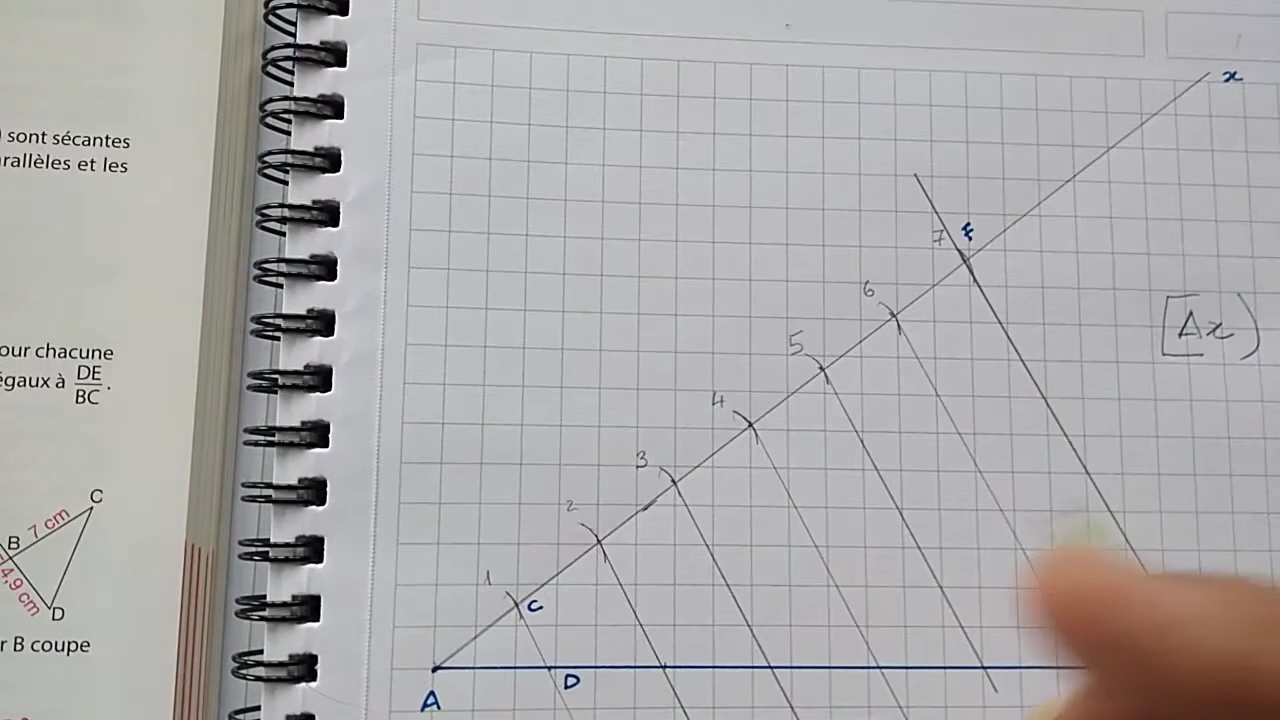 sont sécantes
rallèles et les
our chacune
égaux à DE/BC.
C
7 cm
B
4,9 cm
D
r B coupe
x
7
6
[Ax)
5
4
3
2
1
C
A
D